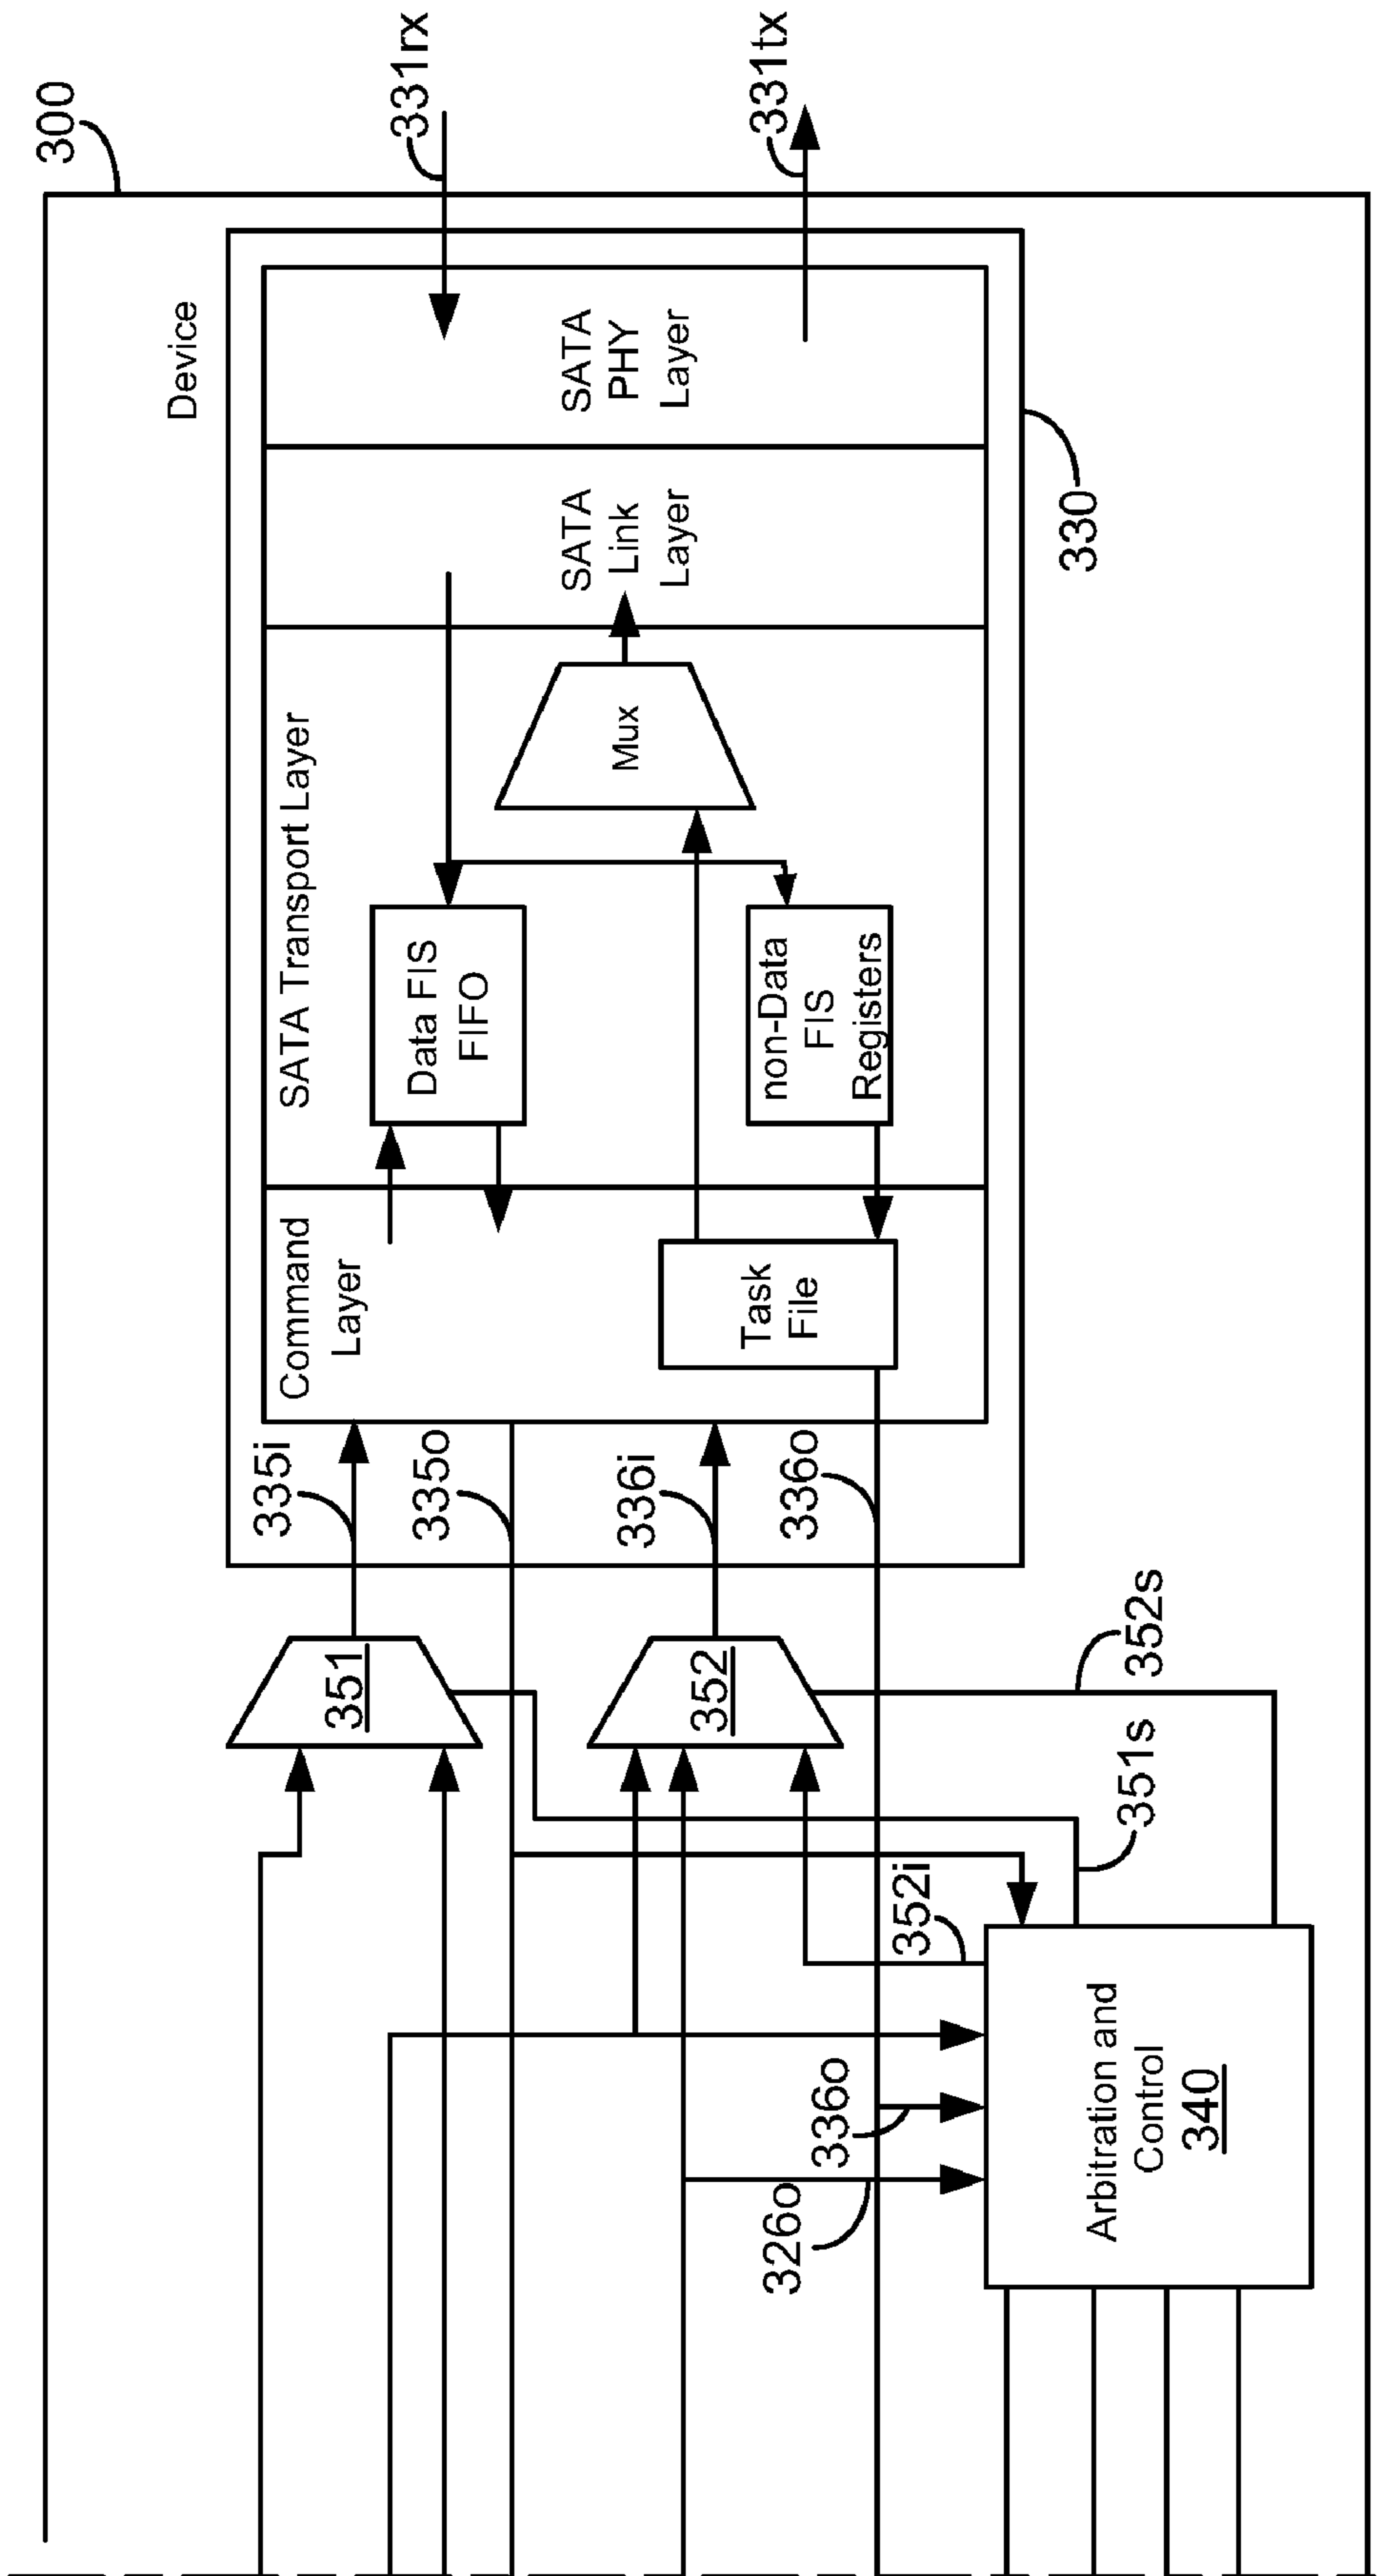 300
331rx
331tx
Device
SATA
PHY
Layer
SATA
Link
Layer
330
SATA Transport Layer
Mux
Data FIS
FIFO
non-Data
FIS
Registers
Command
Layer
Task
File
335i
335o
336i
336o
351
352
352s
351s
352i
336o
326o
Arbitration and
Control
340